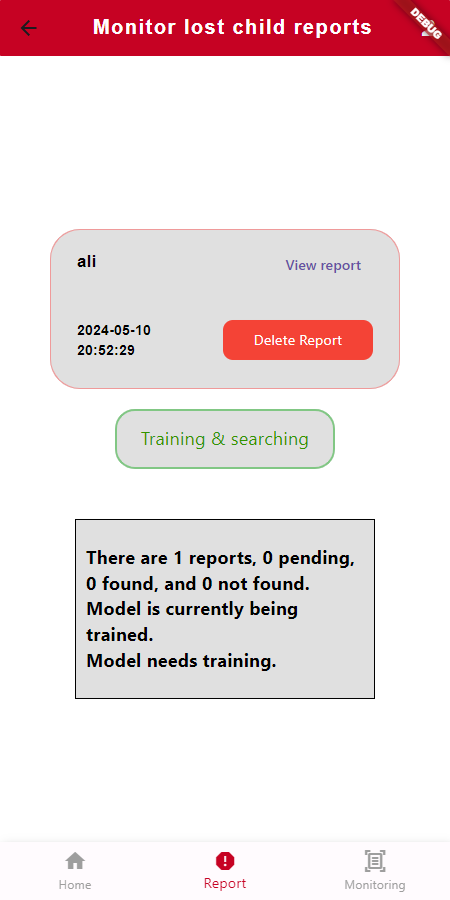 Monitor lost child reports
DEBUG
ali
View report
2024-05-10
20:52:29
Delete Report
Training & searching
There are 1 reports, 0 pending,
0 found, and 0 not found.
Model is currently being
trained.
Model needs training.
Home
Report
Monitoring